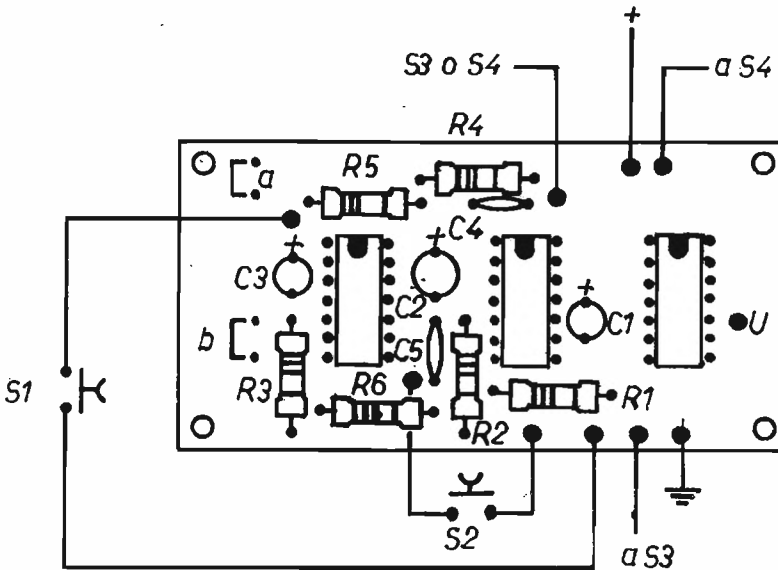 +
S3 o S4
a S4
R4
a
R5
+
+
C4
C3
+
C2
C1
U
b
C5
S1
R3
R6
R1
R2
S2
a S3